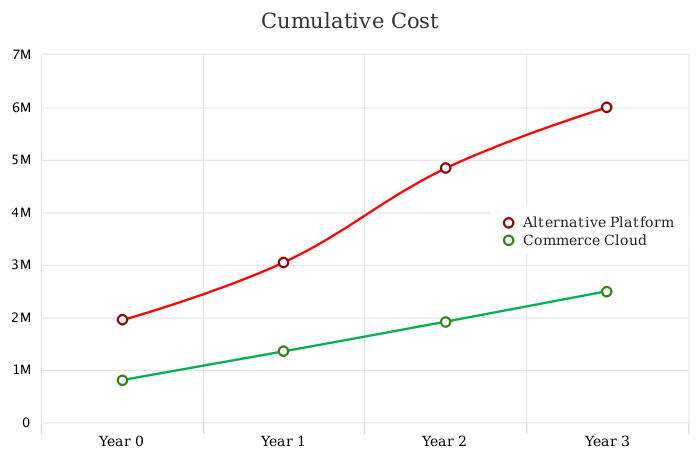 Cumulative Cost
7M
6M
5M
4M
3M
2M
1M
0
Alternative Platform
Commerce Cloud
Year 0 Year 1 Year 2 Year 3